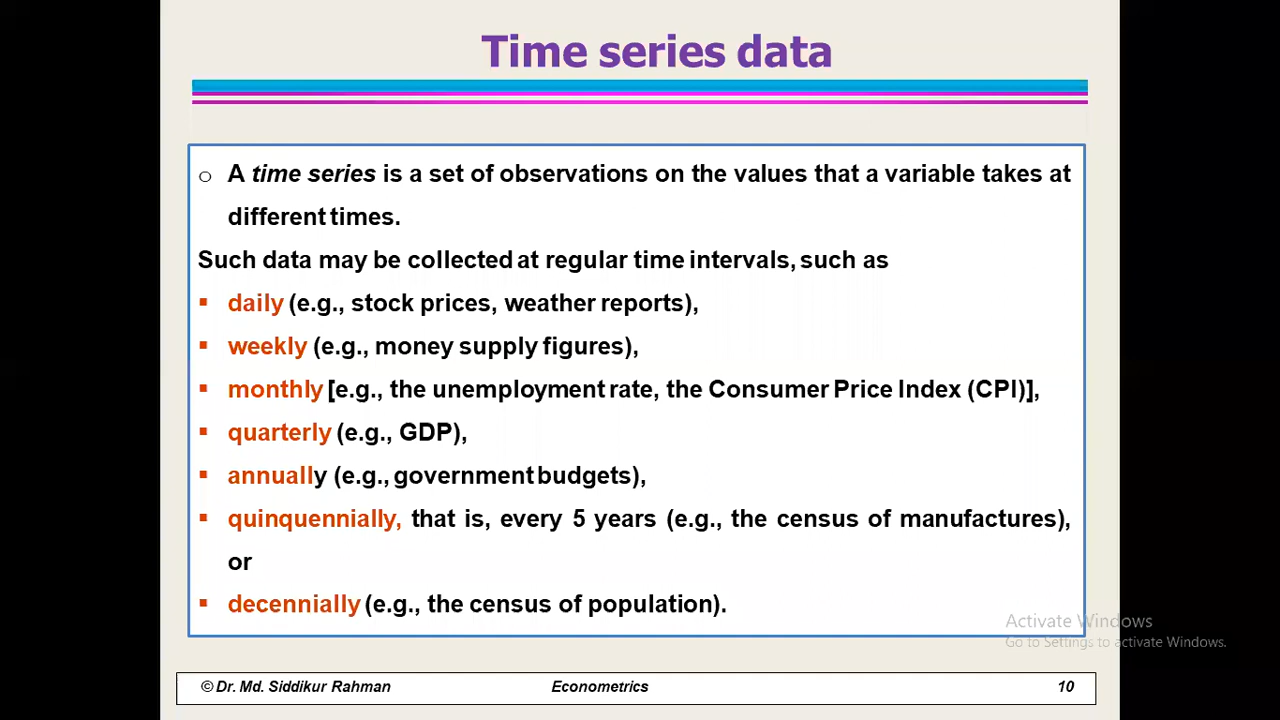 Time series data
o A time series is a set of observations on the values that a variable takes at
different times.
Such data may be collected at regular time intervals, such as
▪ daily (e.g., stock prices, weather reports),
▪ weekly (e.g., money supply figures),
▪ monthly [e.g., the unemployment rate, the Consumer Price Index (CPI)],
▪ quarterly (e.g., GDP),
▪ annually (e.g., government budgets),
▪ quinquennially, that is, every 5 years (e.g., the census of manufactures),
or
▪ decennially (e.g., the census of population).
Activate Windows
Go to Settings to activate Windows.
© Dr. Md. Siddikur Rahman Econometrics 10